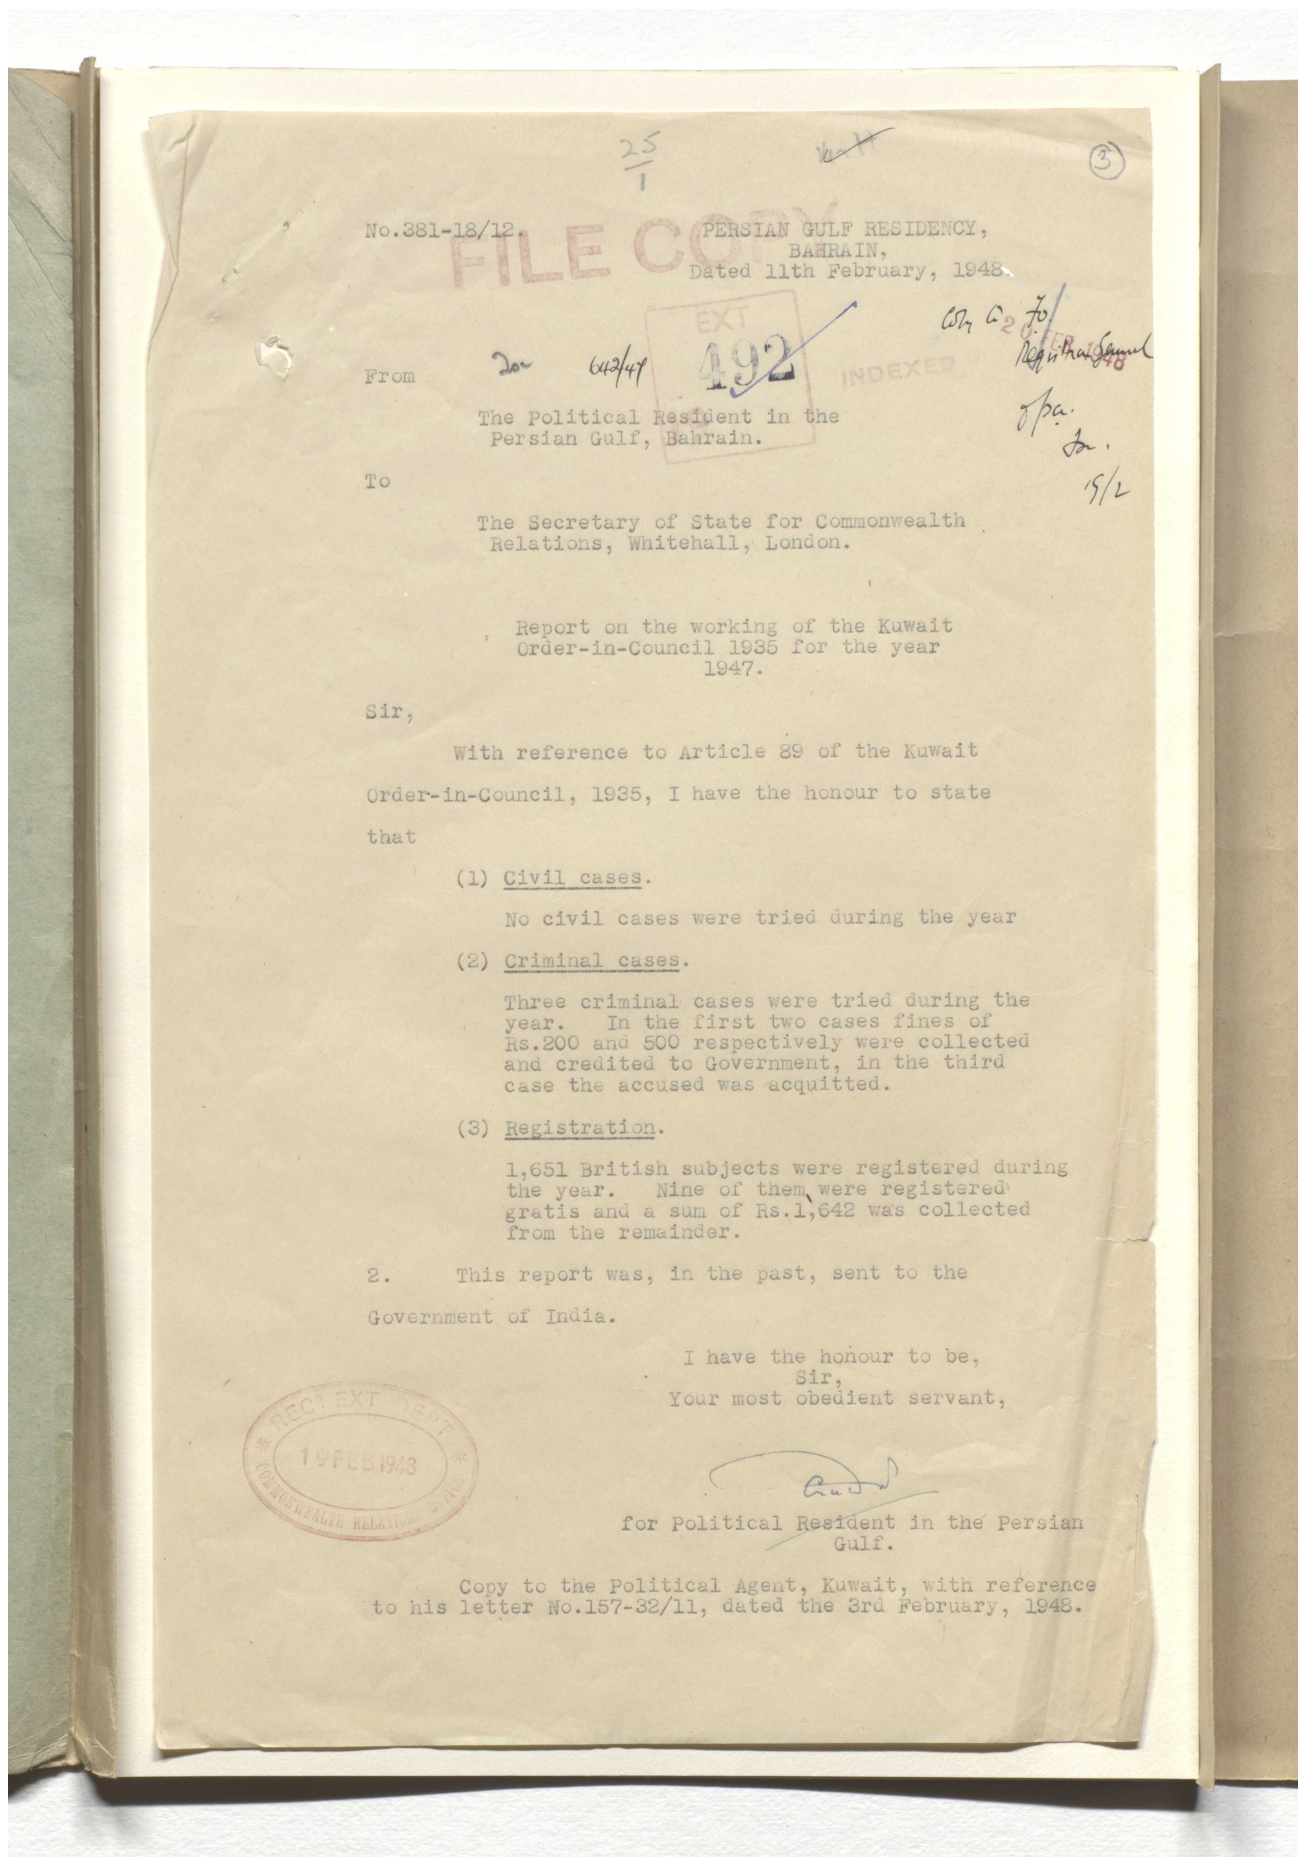 25
1
3
No.381-18/12.
FILE COPY
PERSIAN GULF RESIDENCY,
BAHRAIN,
Dated 11th February, 1948.
EXT
492
642/47
INDEXED
Copy to F.O.
Registrar General
19/2
From
The Political Resident in the
Persian Gulf, Bahrain.
To
The Secretary of State for Commonwealth
Relations, Whitehall, London.
Report on the working of the Kuwait
Order-in-Council 1935 for the year
1947.
Sir,
With reference to Article 89 of the Kuwait
Order-in-Council, 1935, I have the honour to state
that
(1) Civil cases.
No civil cases were tried during the year
(2) Criminal cases.
Three criminal cases were tried during the
year. In the first two cases fines of
Rs.200 and 500 respectively were collected
and credited to Government, in the third
case the accused was acquitted.
(3) Registration.
1,651 British subjects were registered during
the year. Nine of them were registered
gratis and a sum of Rs.1,642 was collected
from the remainder.
2. This report was, in the past, sent to the
Government of India.
I have the honour to be,
Sir,
Your most obedient servant,
RECD EXT DEPT
19 FEB 1948
COMMONWEALTH RELATIONS OFFICE
for Political Resident in the Persian
Gulf.
Copy to the Political Agent, Kuwait, with reference
to his letter No.157-32/11, dated the 3rd February, 1948.